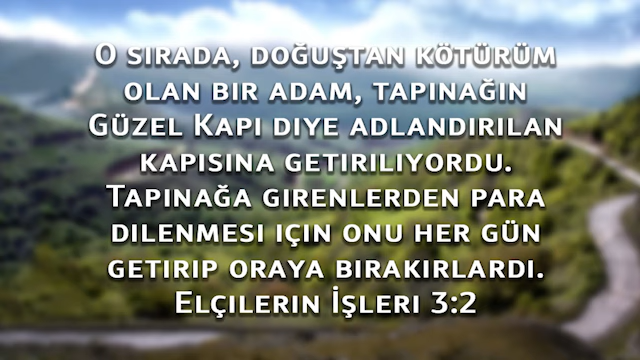 O sırada, doğuştan kötürüm
olan bir adam, tapınağın
Güzel Kapı diye adlandırılan
kapısına getiriliyordu.
Tapınağa girenlerden para
dilenmesi için onu her gün
getirip oraya bırakırlardı.
Elçilerin İşleri 3:2